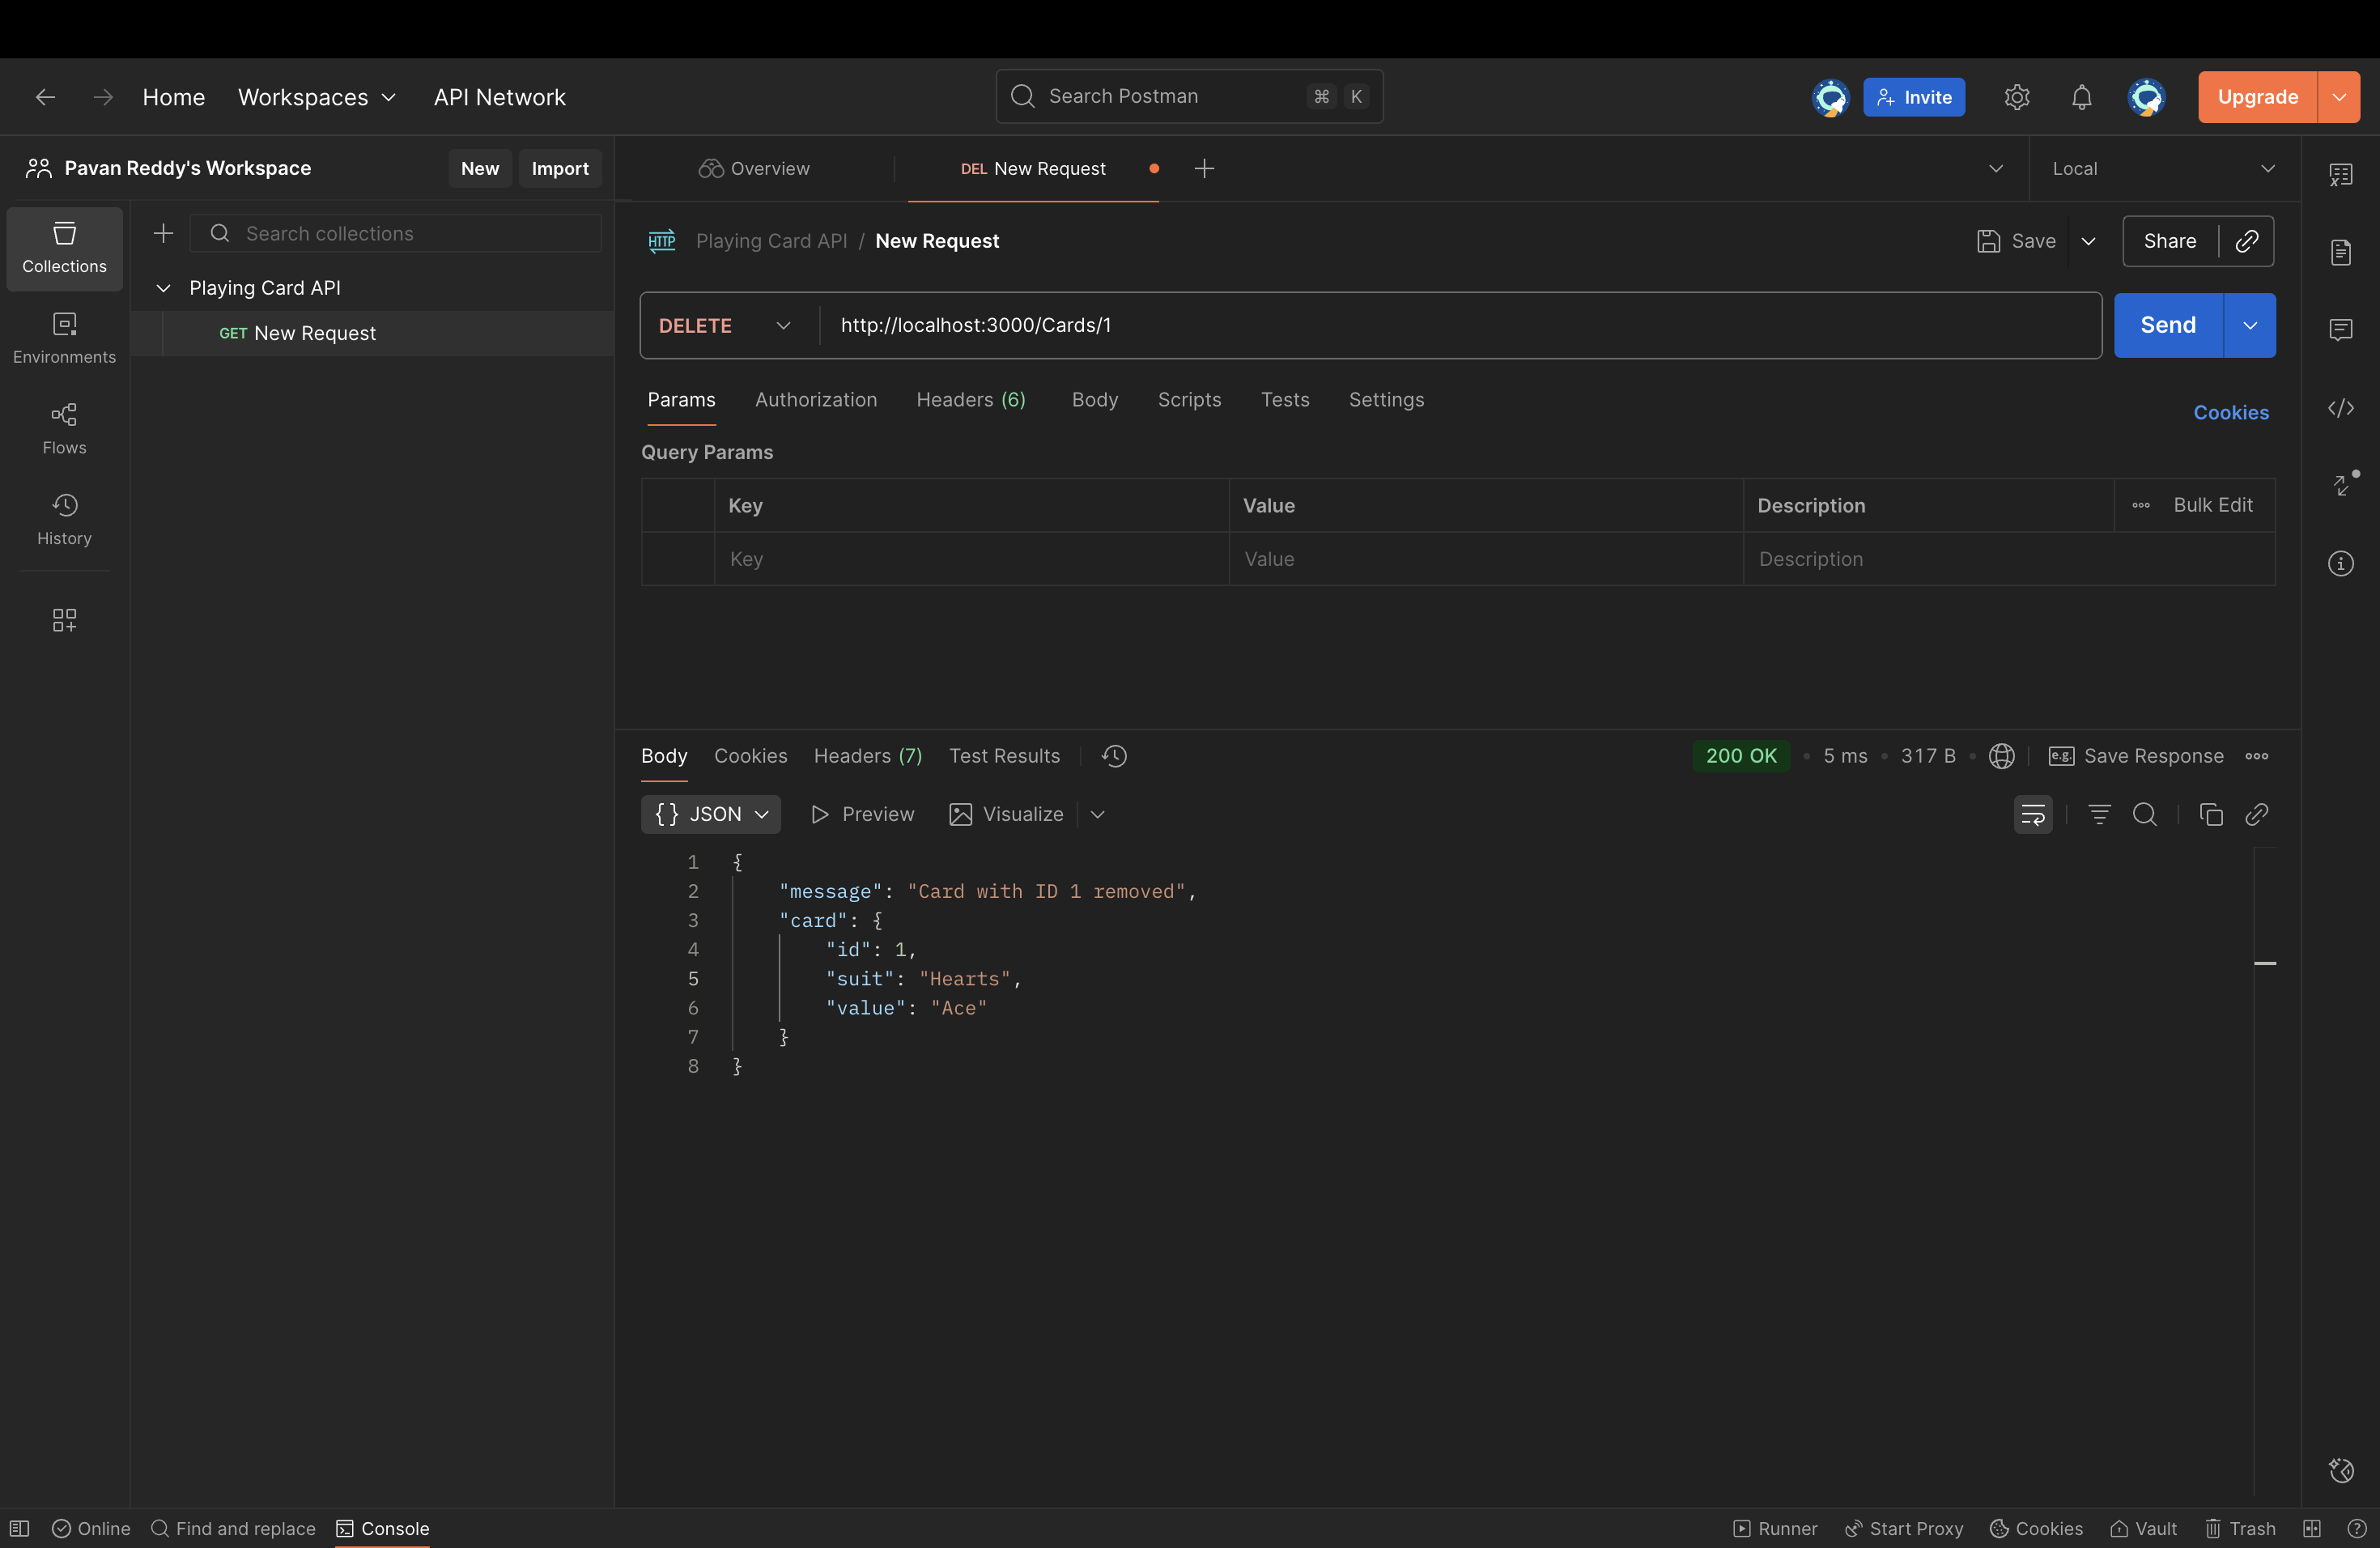 Home Workspaces API Network Search Postman ⌘ K Invite Upgrade
Pavan Reddy's Workspace New Import Overview DEL New Request Local
Collections
Search collections
Playing Card API
GET New Request
Environments
Flows
History
HTTP Playing Card API / New Request Save Share
DELETE http://localhost:3000/Cards/1 Send
Params Authorization Headers (6) Body Scripts Tests Settings Cookies
Query Params
Key Value Description Bulk Edit
Key Value Description
Body Cookies Headers (7) Test Results 200 OK • 5 ms • 317 B • e.g. Save Response
{} JSON Preview Visualize
1 {
2 "message": "Card with ID 1 removed",
3 "card": {
4 "id": 1,
5 "suit": "Hearts",
6 "value": "Ace"
7 }
8 }
Online Find and replace Console Runner Start Proxy Cookies Vault Trash